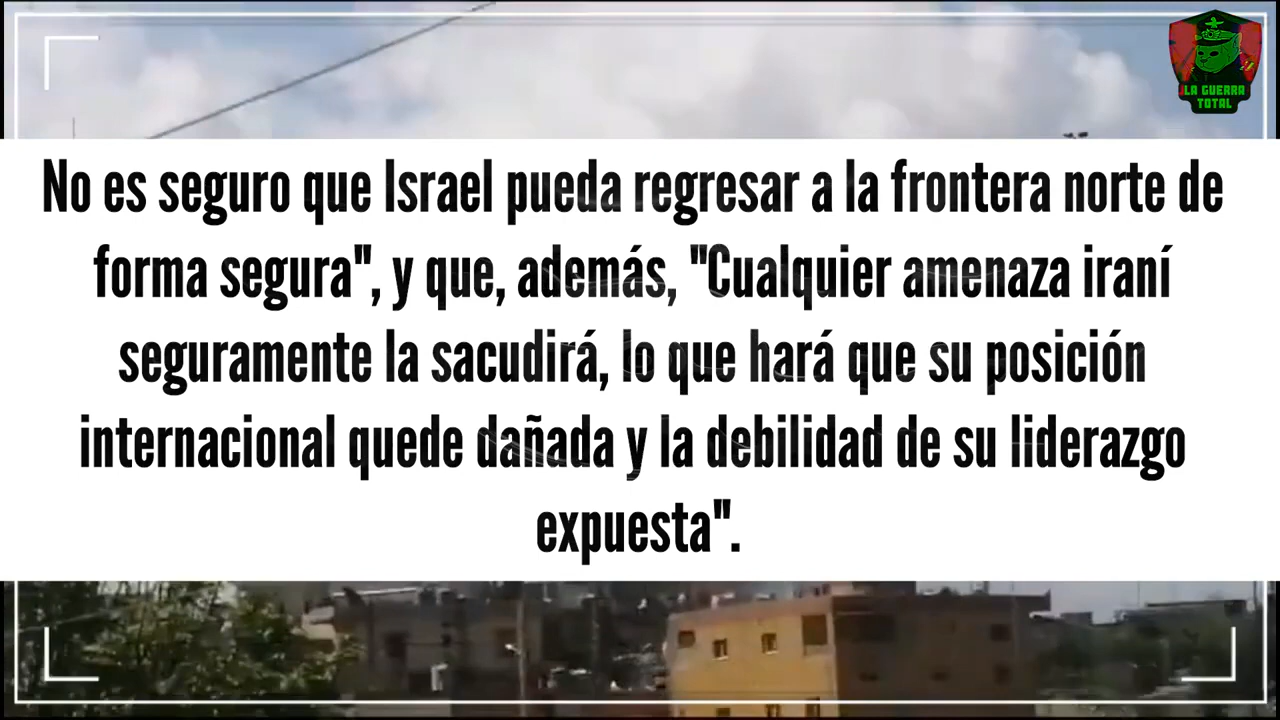 LA GUERRA
TOTAL
No es seguro que Israel pueda regresar a la frontera norte de
forma segura", y que, además, "Cualquier amenaza iraní
seguramente la sacudirá, lo que hará que su posición
internacional quede dañada y la debilidad de su liderazgo
expuesta".